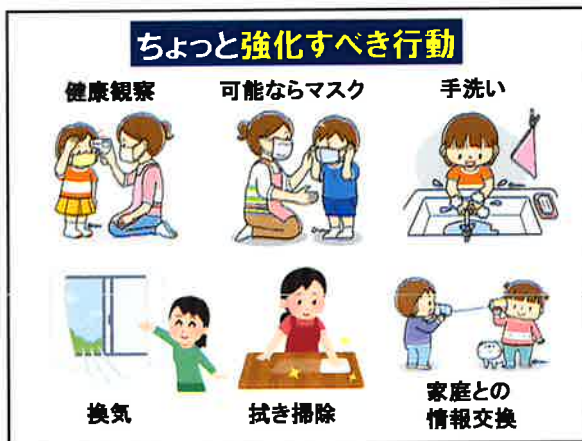 ちょっと強化すべき行動
健康観察
可能ならマスク
手洗い
換気
拭き掃除
家庭との
情報交換